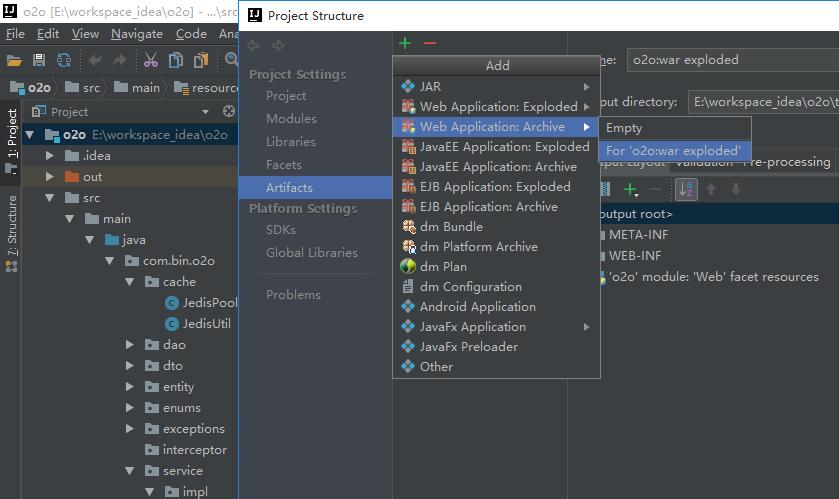 o2o [E:\workspace_idea\o2o] - ...\src\
File Edit View Navigate Code Ana
o2o src main resource
1: Project
7: Structure
Project
o2o E:\workspace_idea\o2o
.idea
out
src
main
java
com.bin.o2o
cache
JedisPool
JedisUtil
dao
dto
entity
enums
exceptions
interceptor
service
impl
Project Structure
Project Settings
Project
Modules
Libraries
Facets
Artifacts
Platform Settings
SDKs
Global Libraries
Problems
Add
JAR
Web Application: Exploded
Web Application: Archive
JavaEE Application: Exploded
JavaEE Application: Archive
EJB Application: Exploded
EJB Application: Archive
dm Bundle
dm Platform Archive
dm Plan
dm Configuration
Android Application
JavaFx Application
JavaFx Preloader
Other
Empty
For 'o2o:war exploded'
me: o2o:war exploded
put directory: E:\workspace_idea\o2o\t
Output Layout Validation Pre-processing
output root>
META-INF
WEB-INF
'o2o' module: 'Web' facet resources